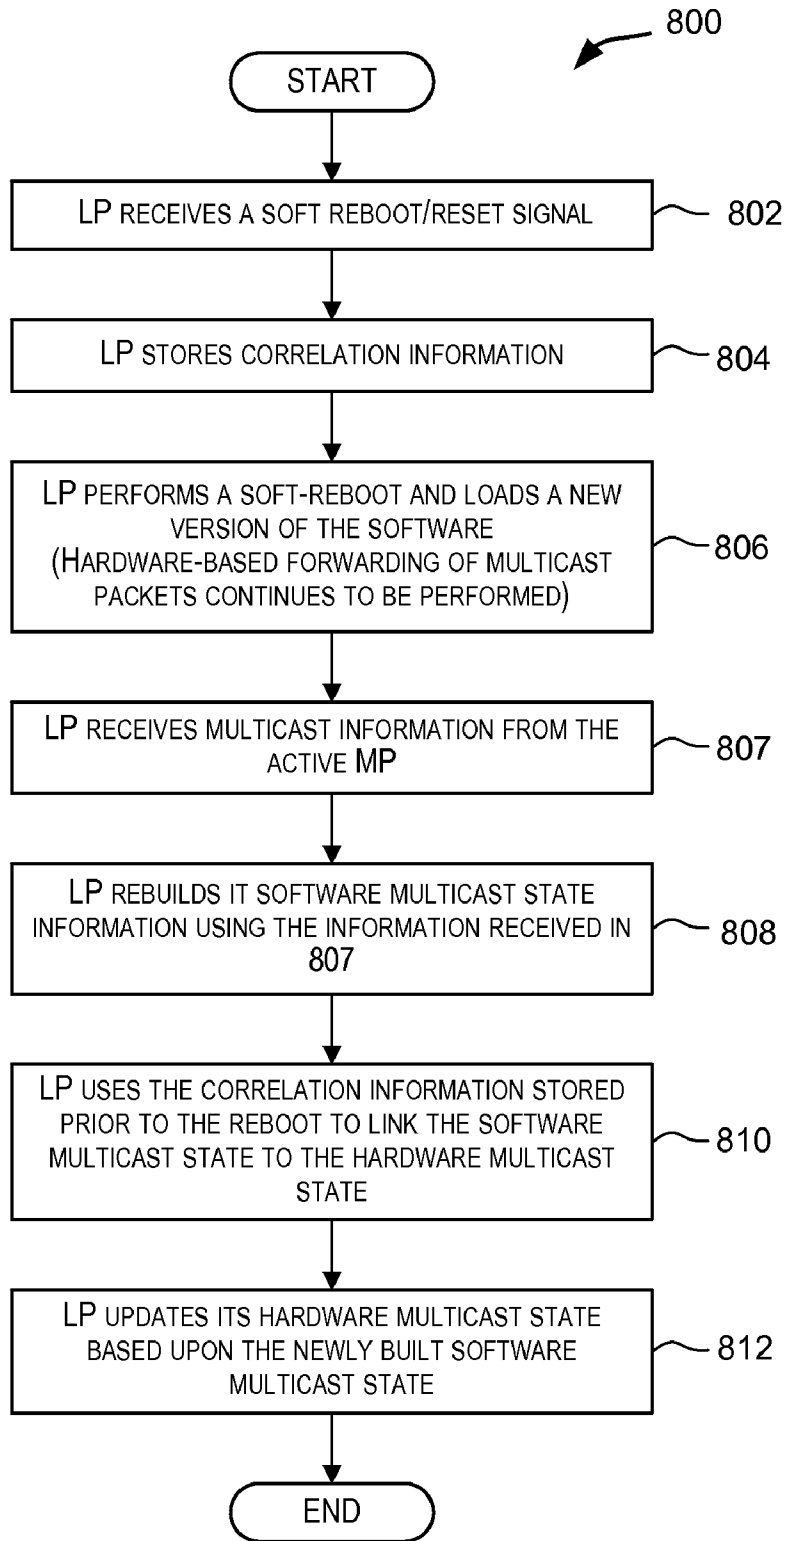 800
START
LP RECEIVES A SOFT REBOOT/RESET SIGNAL
802
LP STORES CORRELATION INFORMATION
804
LP PERFORMS A SOFT-REBOOT AND LOADS A NEW
VERSION OF THE SOFTWARE
(HARDWARE-BASED FORWARDING OF MULTICAST
PACKETS CONTINUES TO BE PERFORMED)
806
LP RECEIVES MULTICAST INFORMATION FROM THE
ACTIVE MP
807
LP REBUILDS IT SOFTWARE MULTICAST STATE
INFORMATION USING THE INFORMATION RECEIVED IN
807
808
LP USES THE CORRELATION INFORMATION STORED
PRIOR TO THE REBOOT TO LINK THE SOFTWARE
MULTICAST STATE TO THE HARDWARE MULTICAST
STATE
810
LP UPDATES ITS HARDWARE MULTICAST STATE
BASED UPON THE NEWLY BUILT SOFTWARE
MULTICAST STATE
812
END